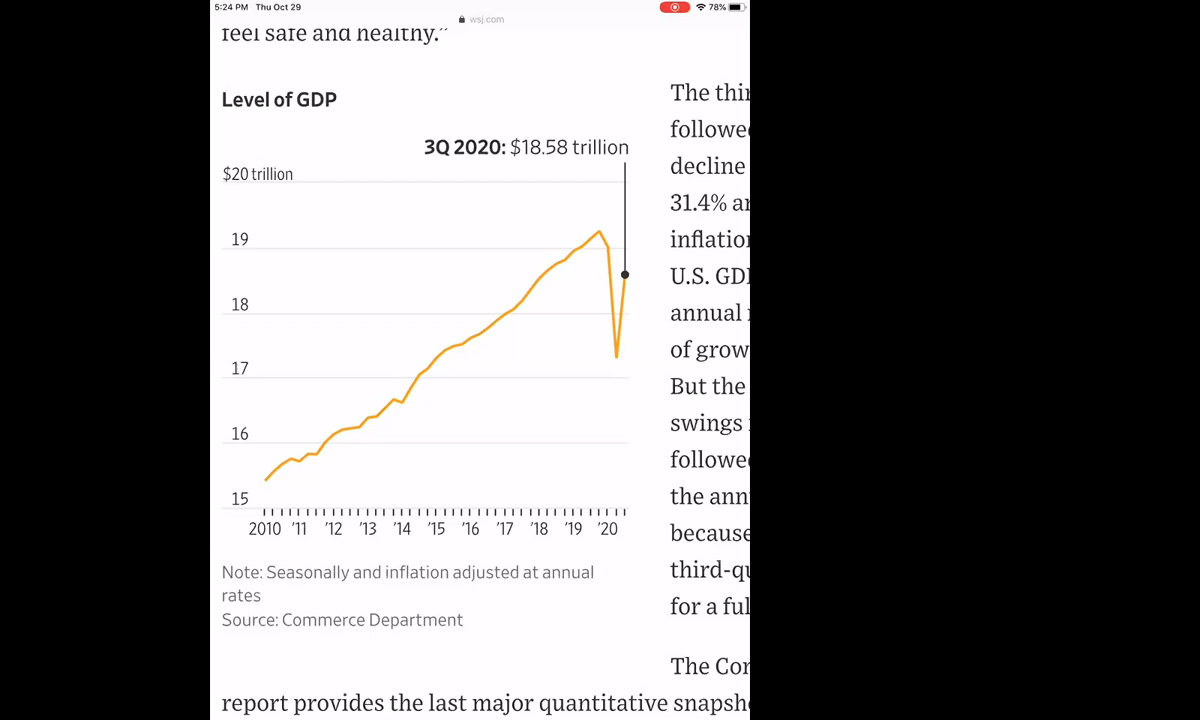 5:24 PM Thu Oct 29
78%
wsj.com
feel safe and healthy.”
Level of GDP
3Q 2020: $18.58 trillion
$20 trillion
19
18
17
16
15
2010 ’11 ’12 ’13 ’14 ’15 ’16 ’17 ’18 ’19 ’20
Note: Seasonally and inflation adjusted at annual
rates
Source: Commerce Department
The thir
followe
decline
31.4% a
inflatio
U.S. GD
annual
of grow
But the
swings
followe
the ann
because
third-qu
for a ful
The Co
report provides the last major quantitative snapsh